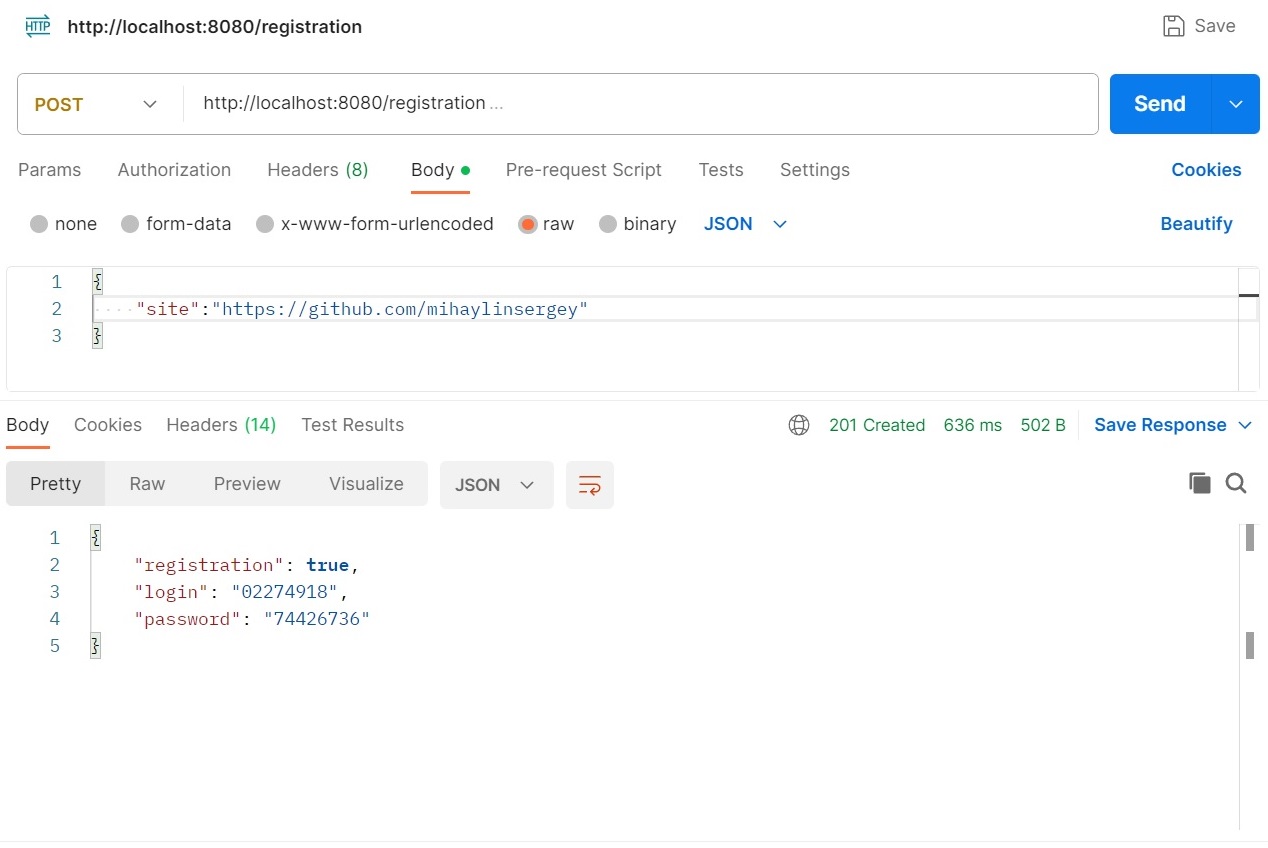 HTTP http://localhost:8080/registration Save
POST http://localhost:8080/registration ... Send
Params Authorization Headers (8) Body Pre-request Script Tests Settings Cookies
none form-data x-www-form-urlencoded raw binary JSON Beautify
1 {
2 ····"site":"https://github.com/mihaylinsergey"
3 }
Body Cookies Headers (14) Test Results 201 Created 636 ms 502 B Save Response
Pretty Raw Preview Visualize JSON
1 {
2 "registration": true,
3 "login": "02274918",
4 "password": "74426736"
5 }